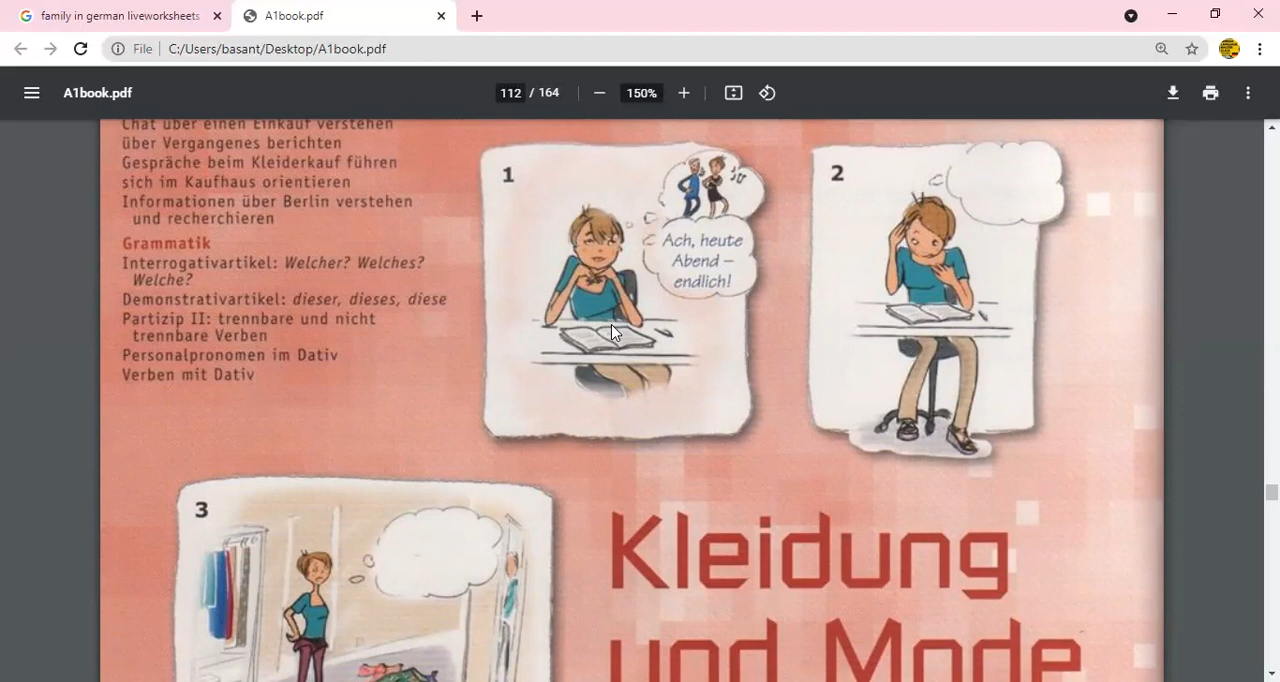 family in german liveworksheets
A1book.pdf
File
C:/Users/basant/Desktop/A1book.pdf
A1book.pdf
112 / 164
150%
Chat über einen Einkauf verstehen
über Vergangenes berichten
Gespräche beim Kleiderkauf führen
sich im Kaufhaus orientieren
Informationen über Berlin verstehen
und recherchieren
Grammatik
Interrogativartikel: Welcher? Welches?
Welche?
Demonstrativartikel: dieser, dieses, diese
Partizip II: trennbare und nicht
trennbare Verben
Personalpronomen im Dativ
Verben mit Dativ
1
Ach, heute
Abend –
endlich!
2
3
Kleidung
und Mode